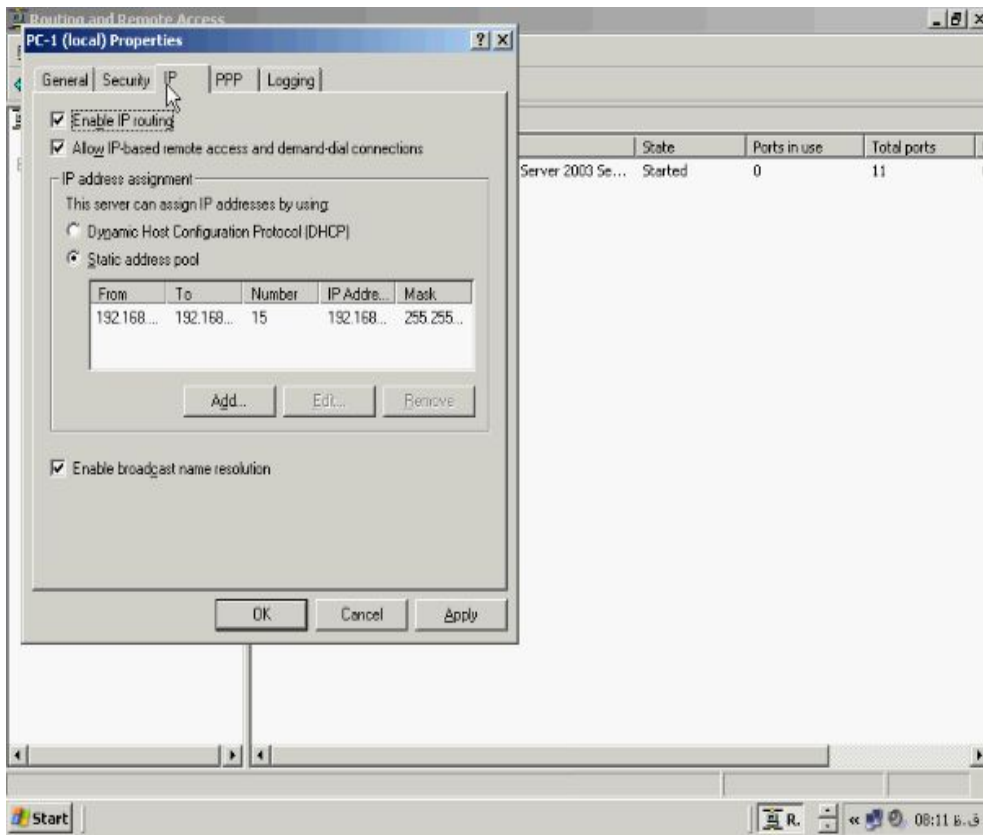 Routing and Remote Access
PC-1 (local) Properties
General Security IP PPP Logging
Enable IP routing
Allow IP-based remote access and demand-dial connections
IP address assignment
This server can assign IP addresses by using:
Dynamic Host Configuration Protocol (DHCP)
Static address pool
From To Number IP Addre... Mask
192.168.... 192.168... 15 192.168... 255.255...
Add... Edit... Remove
Enable broadcast name resolution
OK Cancel Apply
State Ports in use Total ports
Server 2003 Se... Started 0 11
Start R. « 08:11